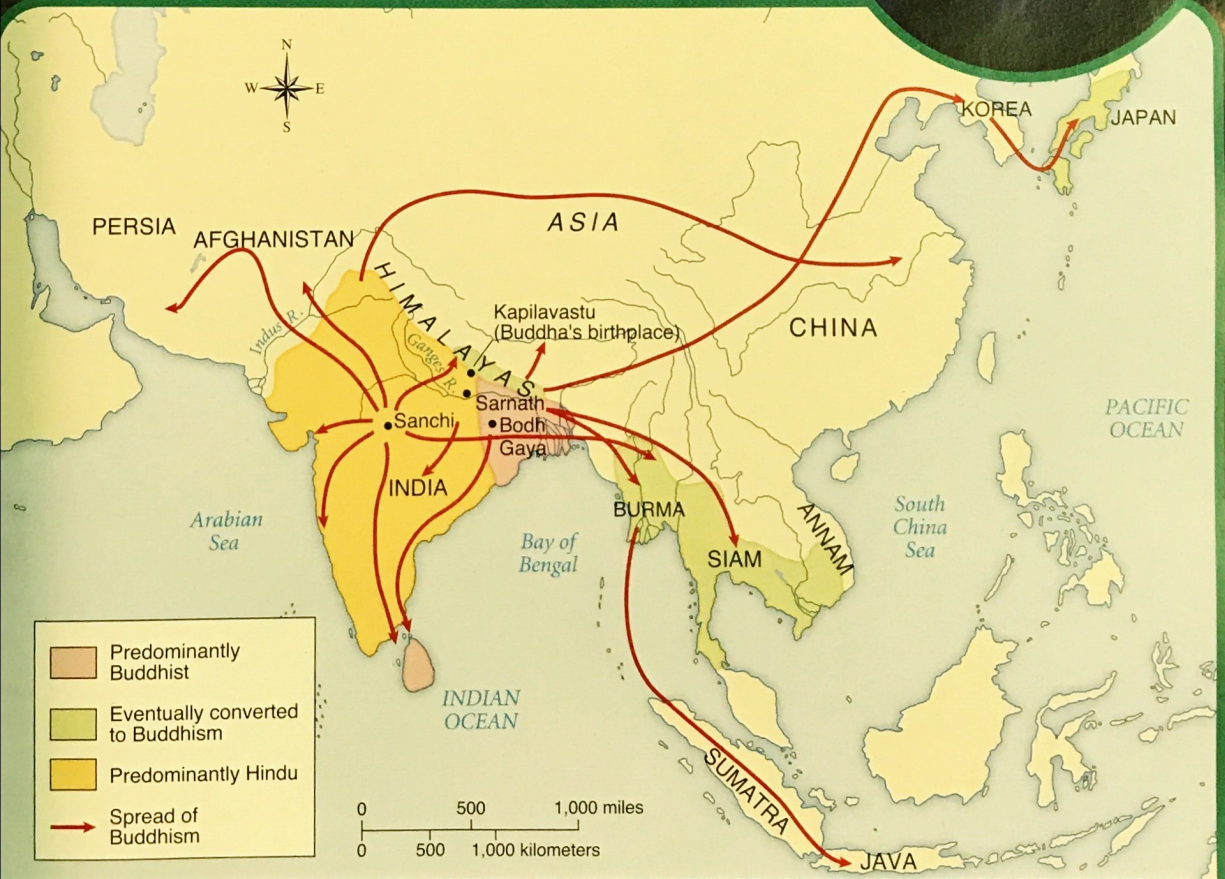 N
W E
S
KOREA
JAPAN
PERSIA
AFGHANISTAN
ASIA
HIMALAYAS
Kapilavastu
(Buddha's birthplace)
Indus R.
Ganges R.
CHINA
Sarnath
Sanchi
Bodh
Gaya
PACIFIC
OCEAN
INDIA
BURMA
ANNAM
South
China
Sea
Arabian
Sea
Bay of
Bengal
SIAM
Predominantly
Buddhist
Eventually converted
to Buddhism
Predominantly Hindu
Spread of
Buddhism
INDIAN
OCEAN
SUMATRA
JAVA
0 500 1,000 miles
0 500 1,000 kilometers